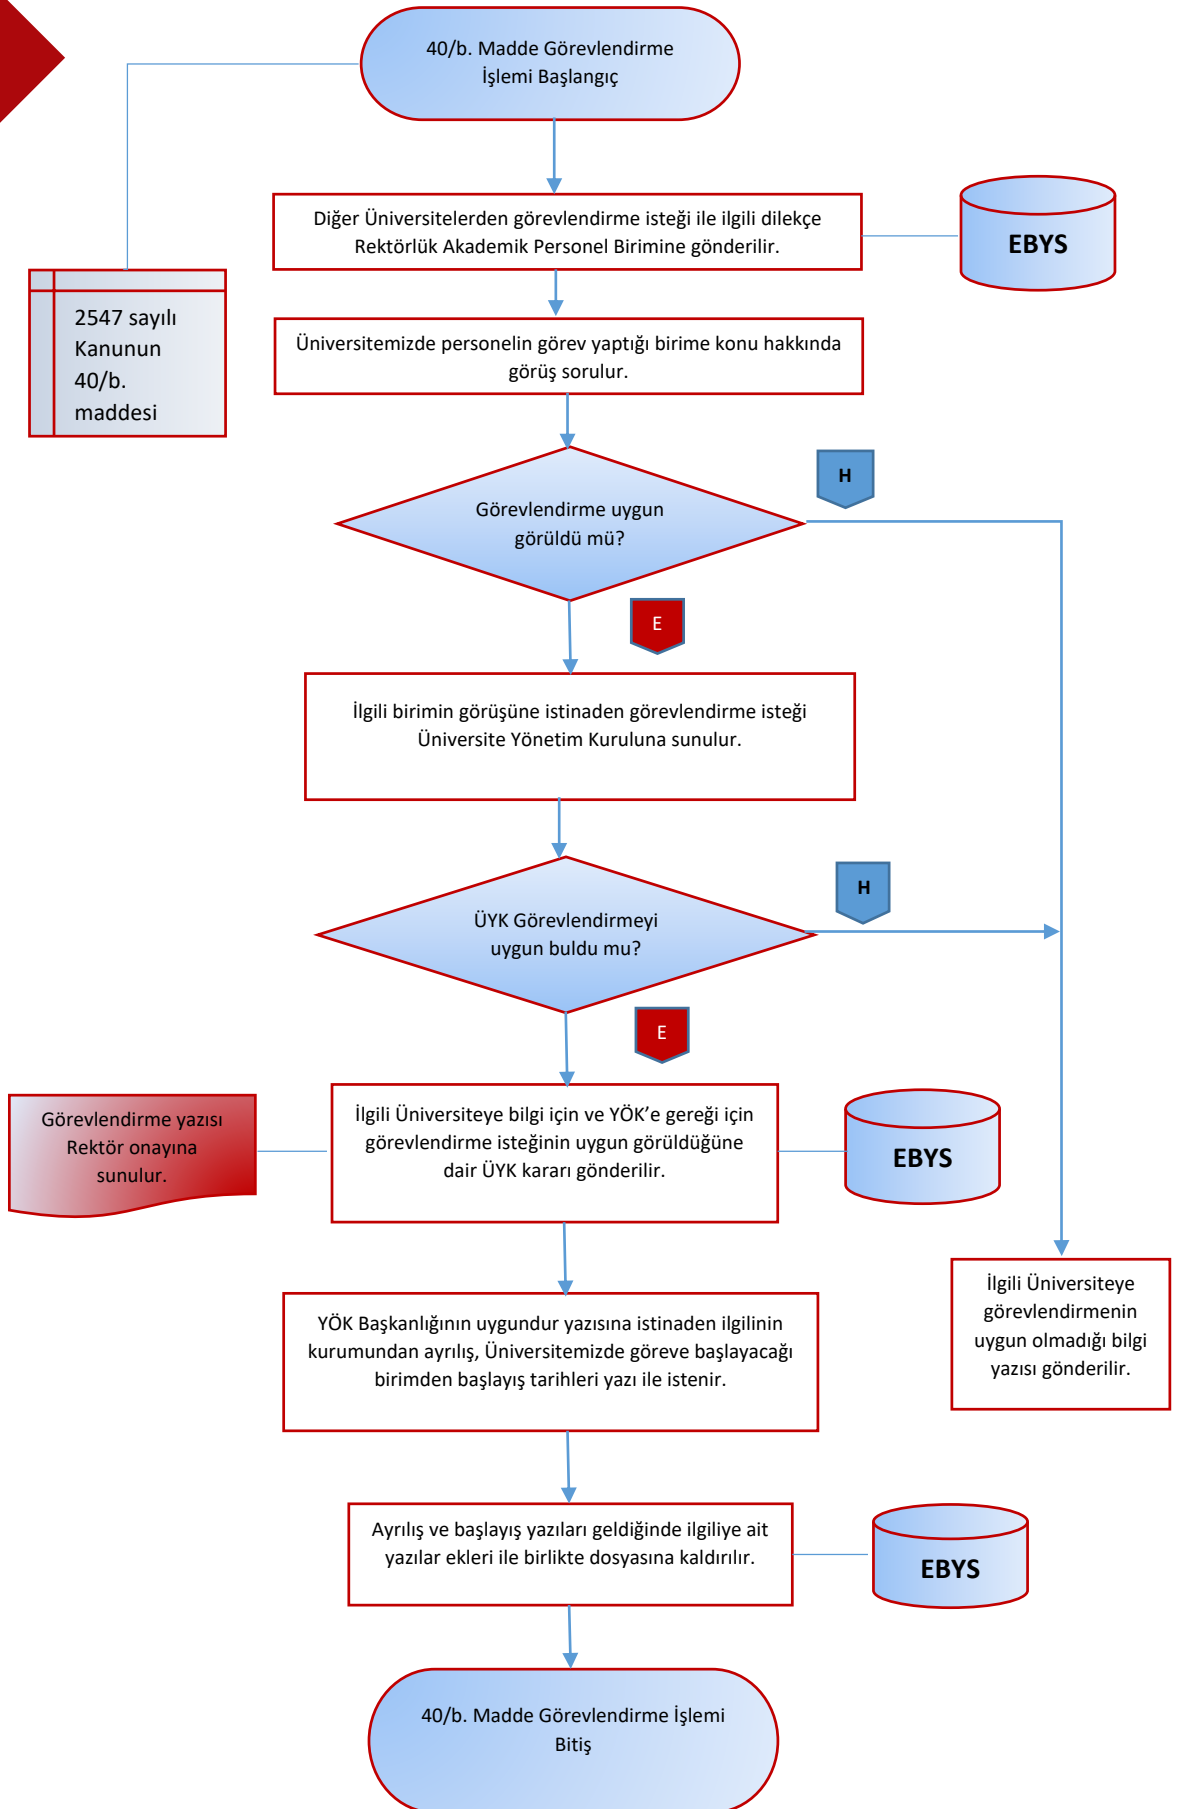 40/b. Madde Görevlendirme
İşlemi Başlangıç
Diğer Üniversitelerden görevlendirme isteği ile ilgili dilekçe
Rektörlük Akademik Personel Birimine gönderilir.
EBYS
2547 sayılı
Kanunun
40/b.
maddesi
Üniversitemizde personelin görev yaptığı birime konu hakkında
görüş sorulur.
Görevlendirme uygun
görüldü mü?
H
E
İlgili birimin görüşüne istinaden görevlendirme isteği
Üniversite Yönetim Kuruluna sunulur.
ÜYK Görevlendirmeyi
uygun buldu mu?
H
E
Görevlendirme yazısı
Rektör onayına
sunulur.
İlgili Üniversiteye bilgi için ve YÖK’e gereği için
görevlendirme isteğinin uygun görüldüğüne
dair ÜYK kararı gönderilir.
EBYS
İlgili Üniversiteye
görevlendirmenin
uygun olmadığı bilgi
yazısı gönderilir.
YÖK Başkanlığının uygundur yazısına istinaden ilgilinin
kurumundan ayrılış, Üniversitemizde göreve başlayacağı
birimden başlayış tarihleri yazı ile istenir.
Ayrılış ve başlayış yazıları geldiğinde ilgiliye ait
yazılar ekleri ile birlikte dosyasına kaldırılır.
EBYS
40/b. Madde Görevlendirme İşlemi
Bitiş